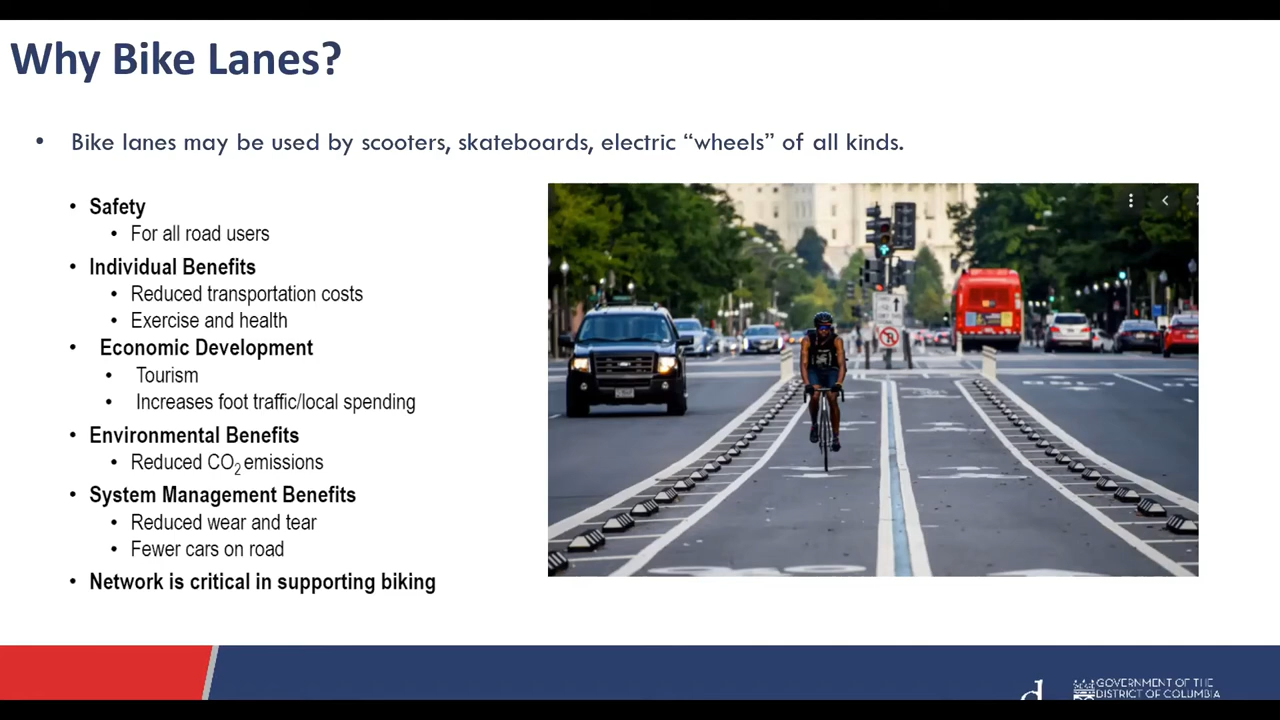 Why Bike Lanes?
• Bike lanes may be used by scooters, skateboards, electric “wheels” of all kinds.
• Safety
• For all road users
• Individual Benefits
• Reduced transportation costs
• Exercise and health
• Economic Development
• Tourism
• Increases foot traffic/local spending
• Environmental Benefits
• Reduced CO₂ emissions
• System Management Benefits
• Reduced wear and tear
• Fewer cars on road
• Network is critical in supporting biking
d
GOVERNMENT OF THE
DISTRICT OF COLUMBIA